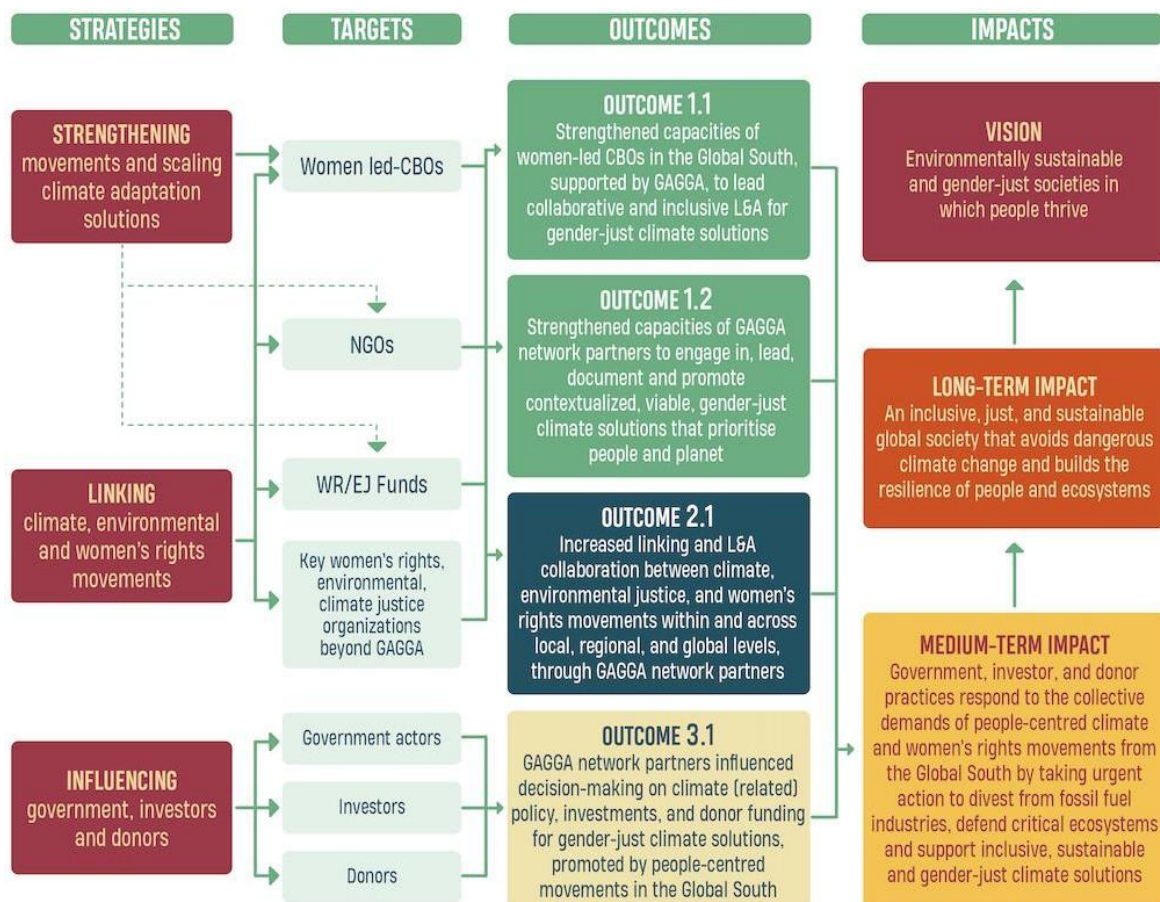 STRATEGIES
TARGETS
OUTCOMES
IMPACTS
STRENGTHENING
movements and scaling
climate adaptation
solutions
LINKING
climate, environmental
and women's rights
movements
INFLUENCING
government, investors
and donors
Women led-CBOs
NGOs
WR/EJ Funds
Key women's rights,
environmental,
climate justice
organizations
beyond GAGGA
Government actors
Investors
Donors
OUTCOME 1.1
Strengthened capacities of
women-led CBOs in the Global South,
supported by GAGGA, to lead
collaborative and inclusive L&A for
gender-just climate solutions
OUTCOME 1.2
Strengthened capacities of GAGGA
network partners to engage in, lead,
document and promote
contextualized, viable, gender-just
climate solutions that prioritise
people and planet
OUTCOME 2.1
Increased linking and L&A
collaboration between climate,
environmental justice, and women's
rights movements within and across
local, regional, and global levels,
through GAGGA network partners
OUTCOME 3.1
GAGGA network partners influenced
decision-making on climate (related)
policy, investments, and donor funding
for gender-just climate solutions,
promoted by people-centred
movements in the Global South
VISION
Environmentally sustainable
and gender-just societies in
which people thrive
LONG-TERM IMPACT
An inclusive, just, and sustainable
global society that avoids dangerous
climate change and builds the
resilience of people and ecosystems
MEDIUM-TERM IMPACT
Government, investor, and donor
practices respond to the collective
demands of people-centred climate
and women's rights movements from
the Global South by taking urgent
action to divest from fossil fuel
industries, defend critical ecosystems
and support inclusive, sustainable
and gender-just climate solutions